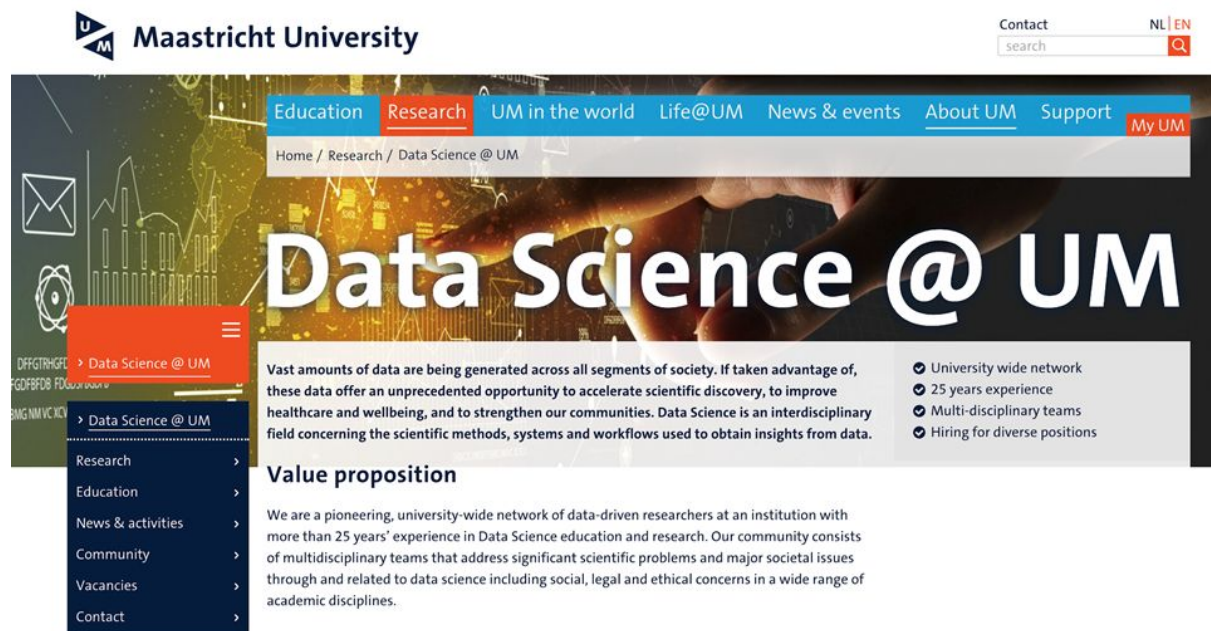 UM
Maastricht University
Contact
NL | EN
search
Education Research UM in the world Life@UM News & events About UM Support My UM
Home / Research / Data Science @ UM
Data Science @ UM
> Data Science @ UM
> Data Science @ UM
Research >
Education >
News & activities >
Community >
Vacancies >
Contact >
Vast amounts of data are being generated across all segments of society. If taken advantage of,
these data offer an unprecedented opportunity to accelerate scientific discovery, to improve
healthcare and wellbeing, and to strengthen our communities. Data Science is an interdisciplinary
field concerning the scientific methods, systems and workflows used to obtain insights from data.
University wide network
25 years experience
Multi-disciplinary teams
Hiring for diverse positions
Value proposition
We are a pioneering, university-wide network of data-driven researchers at an institution with
more than 25 years' experience in Data Science education and research. Our community consists
of multidisciplinary teams that address significant scientific problems and major societal issues
through and related to data science including social, legal and ethical concerns in a wide range of
academic disciplines.